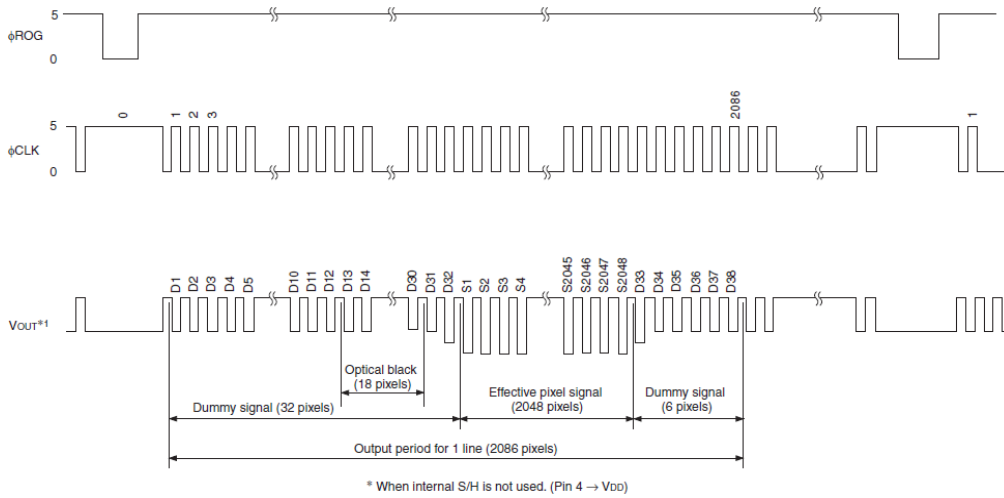 5
φROG
0
0
1
2
3
2086
1
5
φCLK
0
D1
D2
D3
D4
D5
D10
D11
D12
D13
D14
D30
D31
D32
S1
S2
S3
S4
S2045
S2046
S2047
S2048
D33
D34
D35
D36
D37
D38
VOUT*1
Optical black
(18 pixels)
Effective pixel signal
(2048 pixels)
Dummy signal
(6 pixels)
Dummy signal (32 pixels)
Output period for 1 line (2086 pixels)
* When internal S/H is not used. (Pin 4 → VDD)